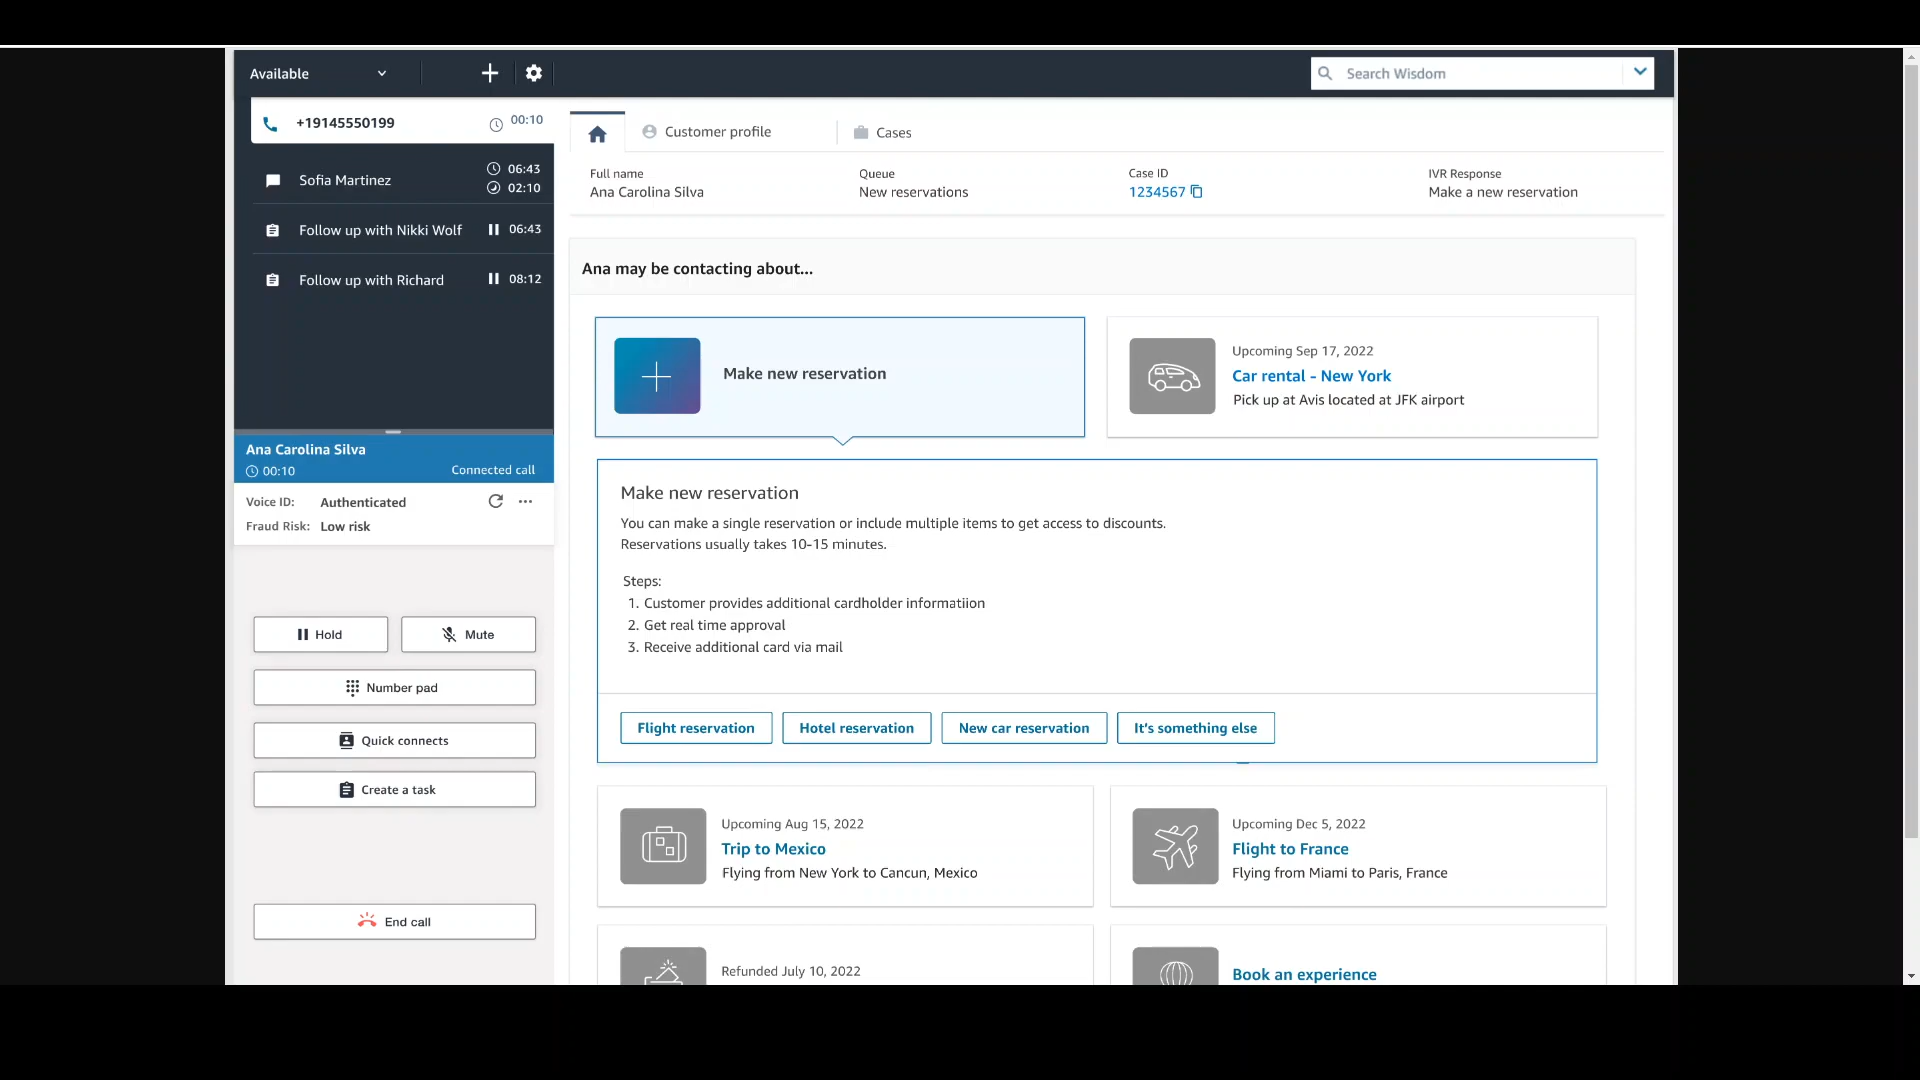 Available
Search Wisdom
+19145550199
00:10
Sofia Martinez
06:43
02:10
Follow up with Nikki Wolf
06:43
Follow up with Richard
08:12
Ana Carolina Silva
00:10
Connected call
Voice ID: Authenticated
Fraud Risk: Low risk
Hold
Mute
Number pad
Quick connects
Create a task
End call
Customer profile
Cases
Full name
Ana Carolina Silva
Queue
New reservations
Case ID
1234567
IVR Response
Make a new reservation
Ana may be contacting about...
Make new reservation
Upcoming Sep 17, 2022
Car rental - New York
Pick up at Avis located at JFK airport
Make new reservation
You can make a single reservation or include multiple items to get access to discounts.
Reservations usually takes 10-15 minutes.
Steps:
1. Customer provides additional cardholder informatiion
2. Get real time approval
3. Receive additional card via mail
Flight reservation
Hotel reservation
New car reservation
It's something else
Upcoming Aug 15, 2022
Trip to Mexico
Flying from New York to Cancun, Mexico
Upcoming Dec 5, 2022
Flight to France
Flying from Miami to Paris, France
Refunded July 10, 2022
Book an experience